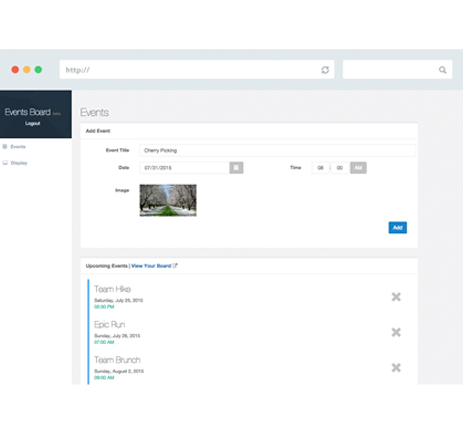 http://
Events Board beta
Logout
Events
Display
Events
Add Event
Event Title Cherry Picking
Date 07/31/2015 Time 08 : 00 AM
Image
Add
Upcoming Events | View Your Board
Team Hike
Saturday, July 25, 2015
05:00 PM
Epic Run
Sunday, July 26, 2015
07:00 AM
Team Brunch
Sunday, August 2, 2015
09:00 AM